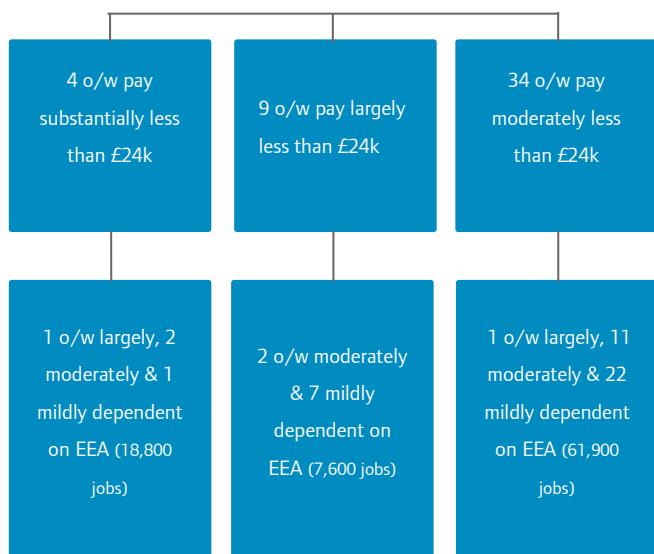 4 o/w pay
substantially less
than £24k
9 o/w pay largely
less than £24k
34 o/w pay
moderately less
than £24k
1 o/w largely, 2
moderately & 1
mildly dependent
on EEA (18,800
jobs)
2 o/w moderately
& 7 mildly
dependent on
EEA (7,600 jobs)
1 o/w largely, 11
moderately & 22
mildly dependent
on EEA (61,900
jobs)